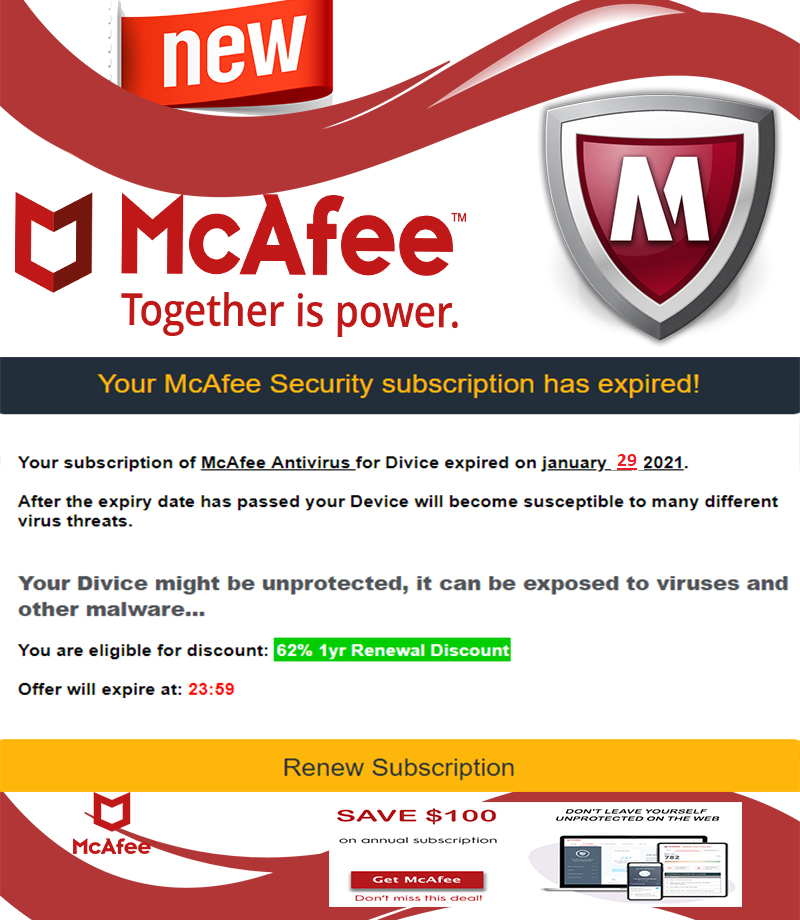 new
McAfee™
Together is power.
M
Your McAfee Security subscription has expired!
Your subscription of McAfee Antivirus for Divice expired on january 29 2021.
After the expiry date has passed your Device will become susceptible to many different
virus threats.
Your Divice might be unprotected, it can be exposed to viruses and
other malware...
You are eligible for discount: 62% 1yr Renewal Discount
Offer will expire at: 23:59
Renew Subscription
McAfee
SAVE $100
on annual subscription
Get McAfee
Don't miss this deal!
DON'T LEAVE YOURSELF
UNPROTECTED ON THE WEB
782